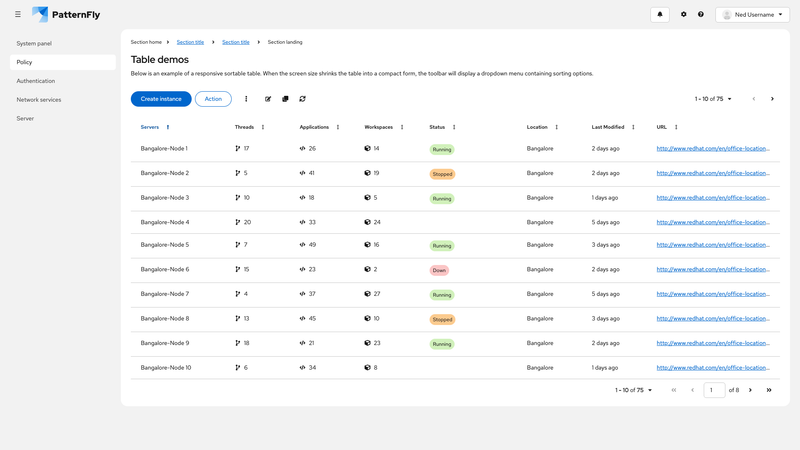 PatternFly
Ned Username
System panel
Policy
Authentication
Network services
Server
Section home Section title Section title Section landing
Table demos
Below is an example of a responsive sortable table. When the screen size shrinks the table into a compact form, the toolbar will display a dropdown menu containing sorting options.
Create instance Action 1 - 10 of 75
Servers Threads Applications Workspaces Status Location Last Modified URL
Bangalore-Node 1 17 26 14 Running Bangalore 2 days ago http://www.redhat.com/en/office-location...
Bangalore-Node 2 5 41 19 Stopped Bangalore 2 days ago http://www.redhat.com/en/office-location...
Bangalore-Node 3 10 18 5 Running Bangalore 1 days ago http://www.redhat.com/en/office-location...
Bangalore-Node 4 20 33 24 Bangalore 5 days ago http://www.redhat.com/en/office-location...
Bangalore-Node 5 7 49 16 Running Bangalore 3 days ago http://www.redhat.com/en/office-location...
Bangalore-Node 6 15 23 2 Down Bangalore 2 days ago http://www.redhat.com/en/office-location...
Bangalore-Node 7 4 37 27 Running Bangalore 5 days ago http://www.redhat.com/en/office-location...
Bangalore-Node 8 13 45 10 Stopped Bangalore 3 days ago http://www.redhat.com/en/office-location...
Bangalore-Node 9 18 21 23 Running Bangalore 2 days ago http://www.redhat.com/en/office-location...
Bangalore-Node 10 6 34 8 Bangalore 1 days ago http://www.redhat.com/en/office-location...
1 - 10 of 75 1 of 8